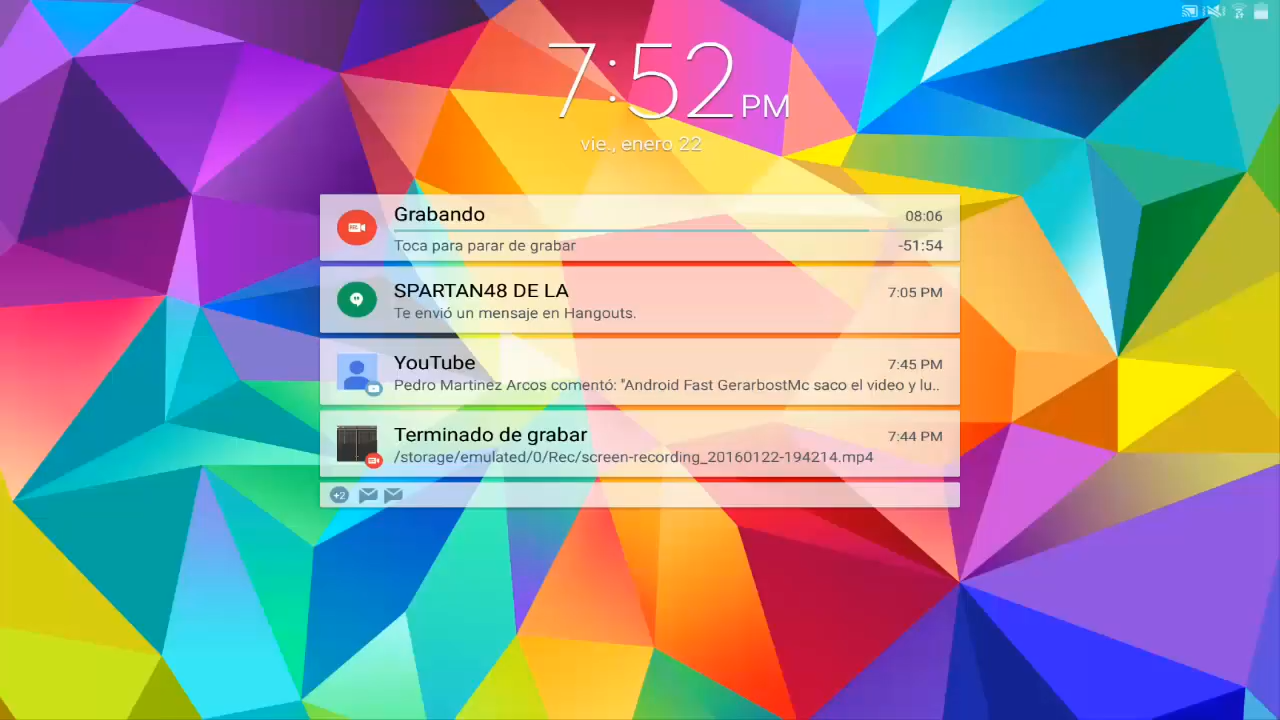 7:52 PM
vie., enero 22
Grabando 08:06
Toca para parar de grabar -51:54
SPARTAN48 DE LA 7:05 PM
Te envió un mensaje en Hangouts.
YouTube 7:45 PM
Pedro Martinez Arcos comentó: "Android Fast GerarbostMc saco el video y lu..
Terminado de grabar 7:44 PM
/storage/emulated/0/Rec/screen-recording_20160122-194214.mp4
+2